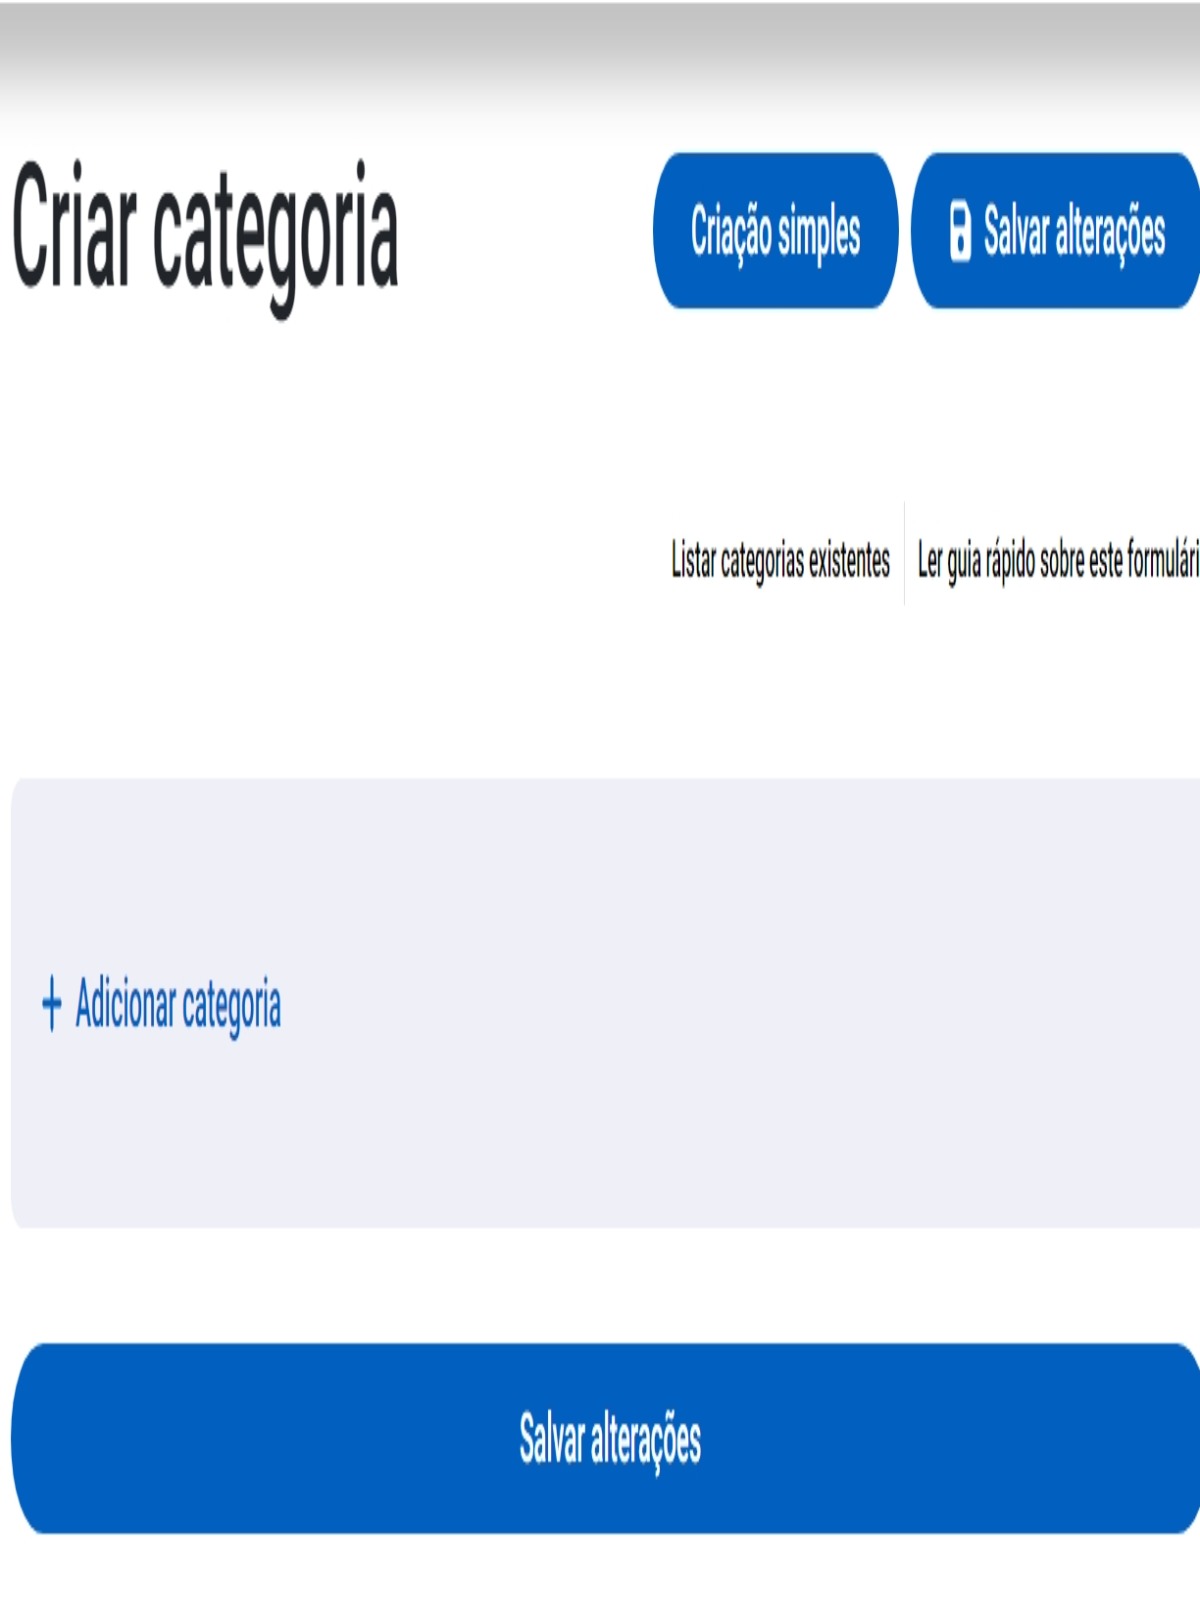 Criar categoria
Criação simples
Salvar alterações
Listar categorias existentes
Ler guia rápido sobre este formulári
+ Adicionar categoria
Salvar alterações